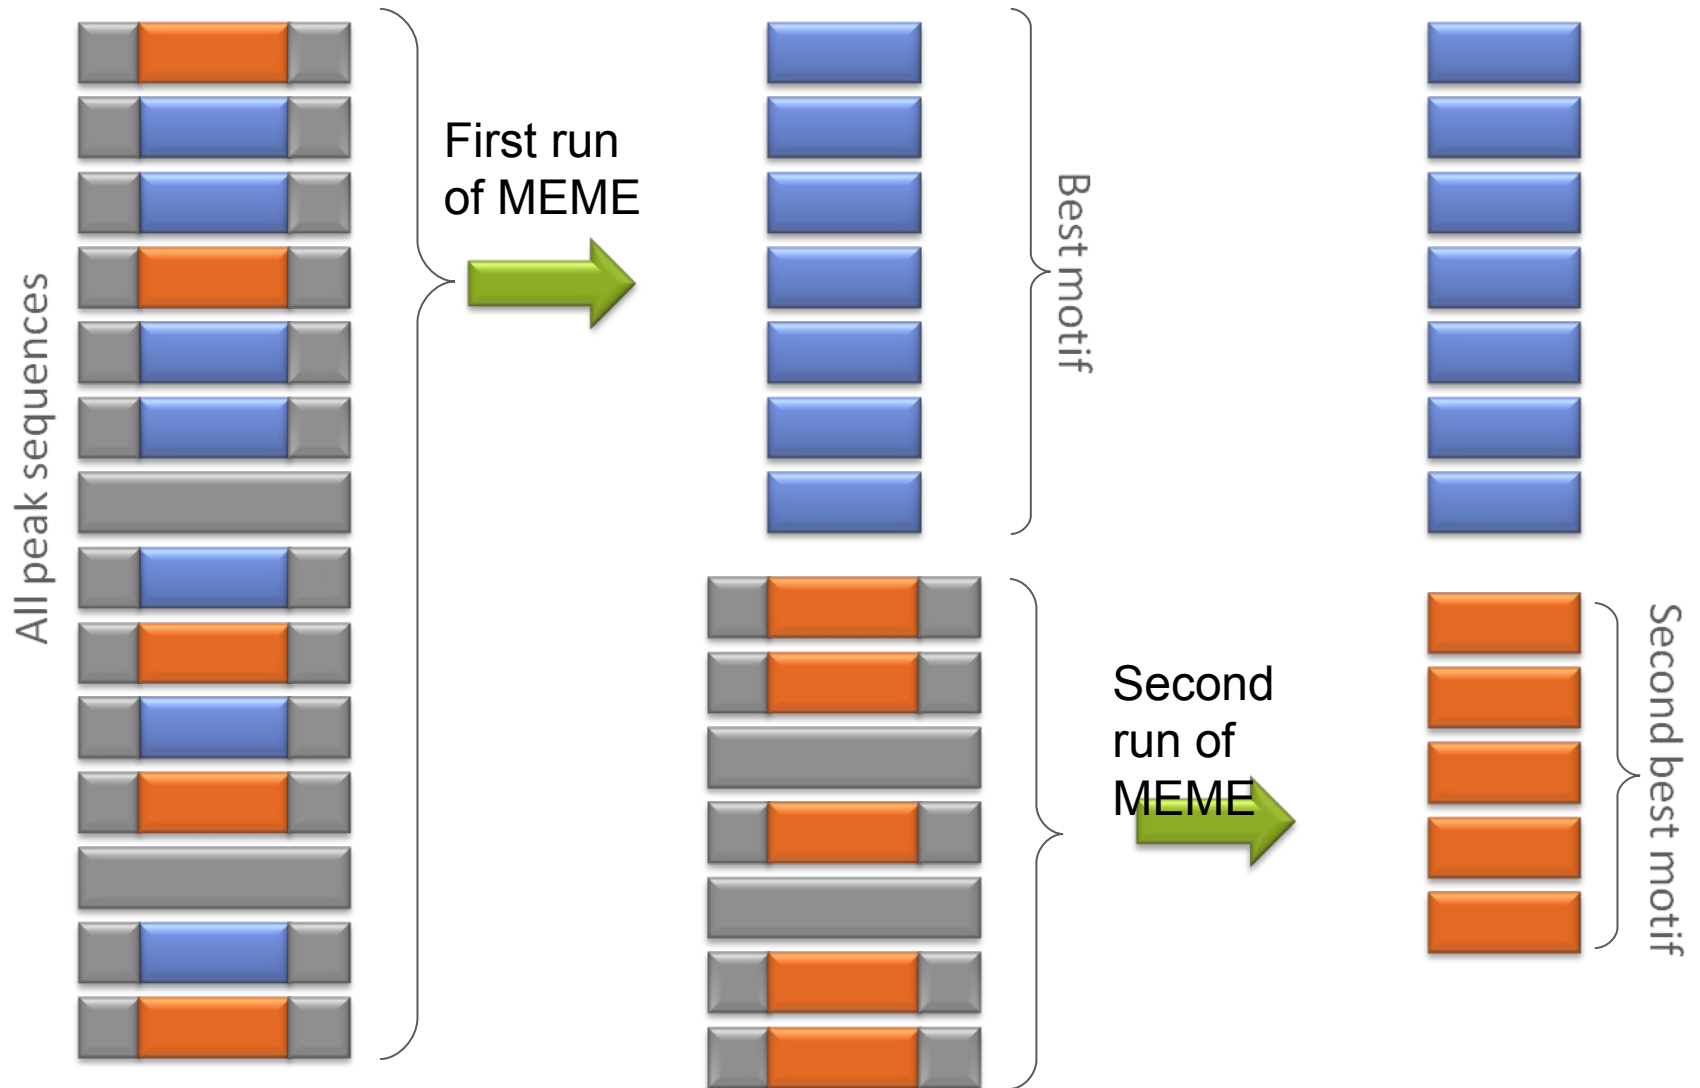 All peak sequences
First run
of MEME
Best motif
Second
run of
MEME
Second best motif